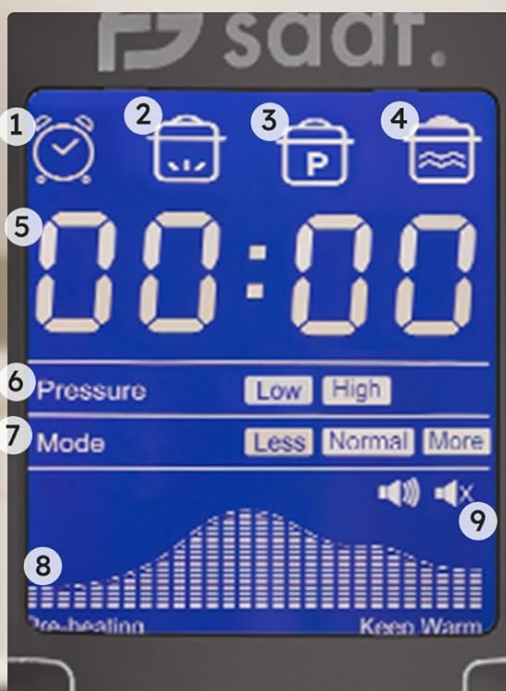 saat.
1
2
3
4
P
5
00:00
6 Pressure Low High
7 Mode Less Normal More
9
8
Pre-heating Keep Warm